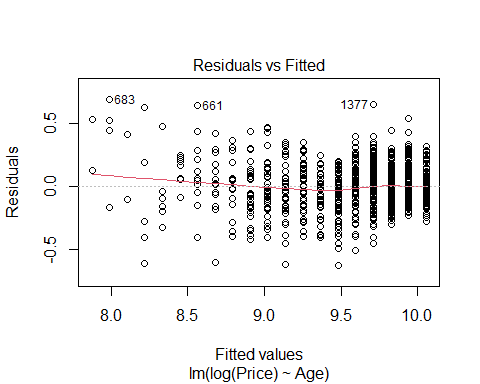 Residuals vs Fitted
683
661
1377
Residuals
0.5
0.0
-0.5
8.0 8.5 9.0 9.5 10.0
Fitted values
lm(log(Price) ~ Age)